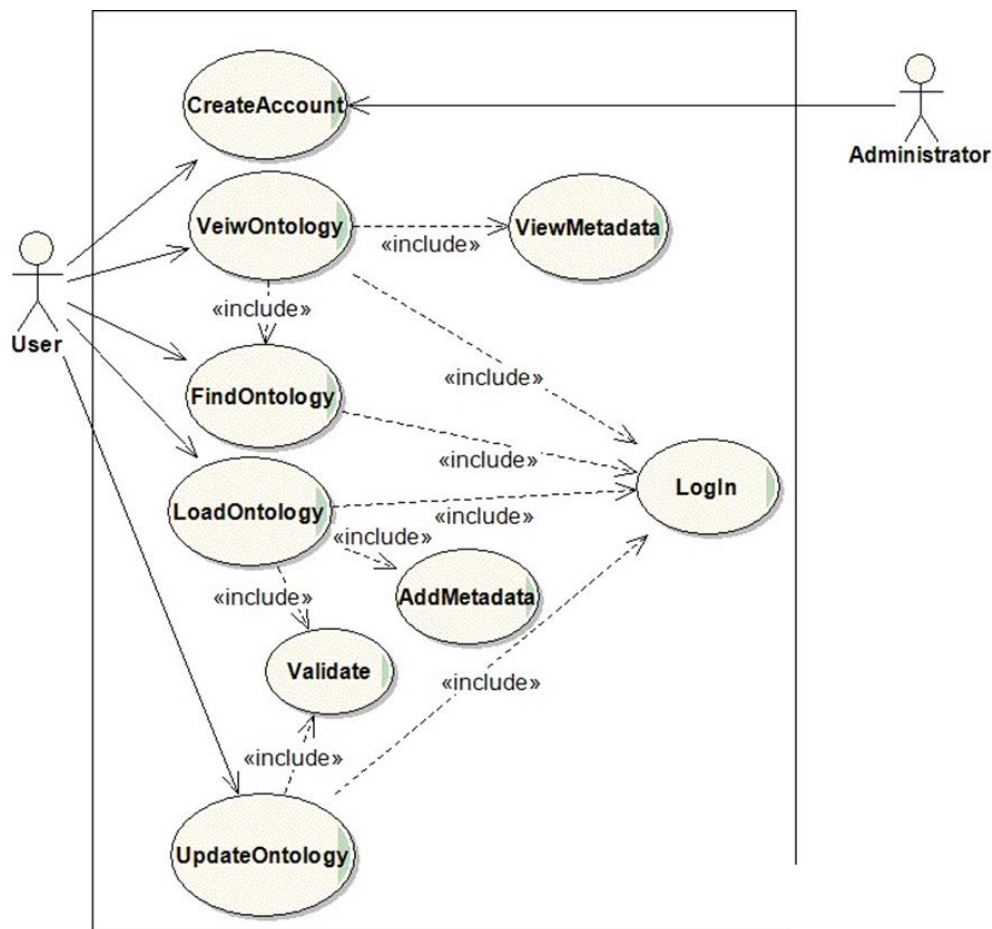 CreateAccount
Administrator
VeiwOntology
«include»
ViewMetadata
«include»
User
«include»
FindOntology
«include»
LogIn
LoadOntology
«include»
«include»
AddMetadata
«include»
Validate
«include»
«include»
UpdateOntology